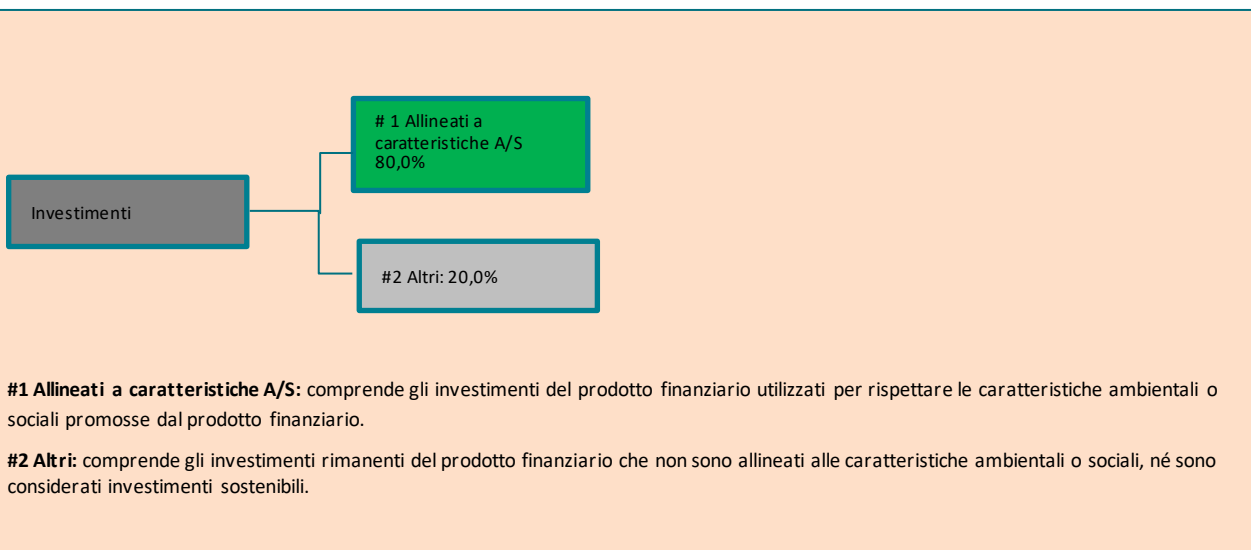 # 1 Allineati a
caratteristiche A/S
80,0%
Investimenti
#2 Altri: 20,0%
#1 Allineati a caratteristiche A/S: comprende gli investimenti del prodotto finanziario utilizzati per rispettare le caratteristiche ambientali o
sociali promosse dal prodotto finanziario.
#2 Altri: comprende gli investimenti rimanenti del prodotto finanziario che non sono allineati alle caratteristiche ambientali o sociali, né sono
considerati investimenti sostenibili.